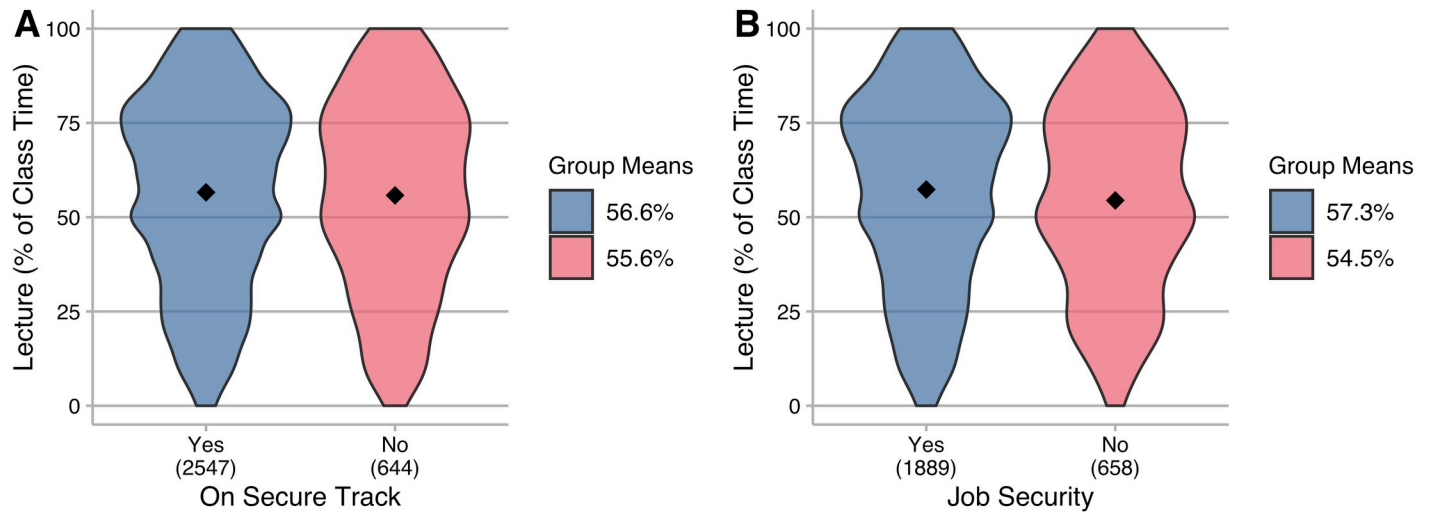 A
Lecture (% of Class Time)
100
75
50
25
0
Yes
(2547)
No
(644)
On Secure Track
Group Means
56.6%
55.6%
B
Lecture (% of Class Time)
100
75
50
25
0
Yes
(1889)
No
(658)
Job Security
Group Means
57.3%
54.5%